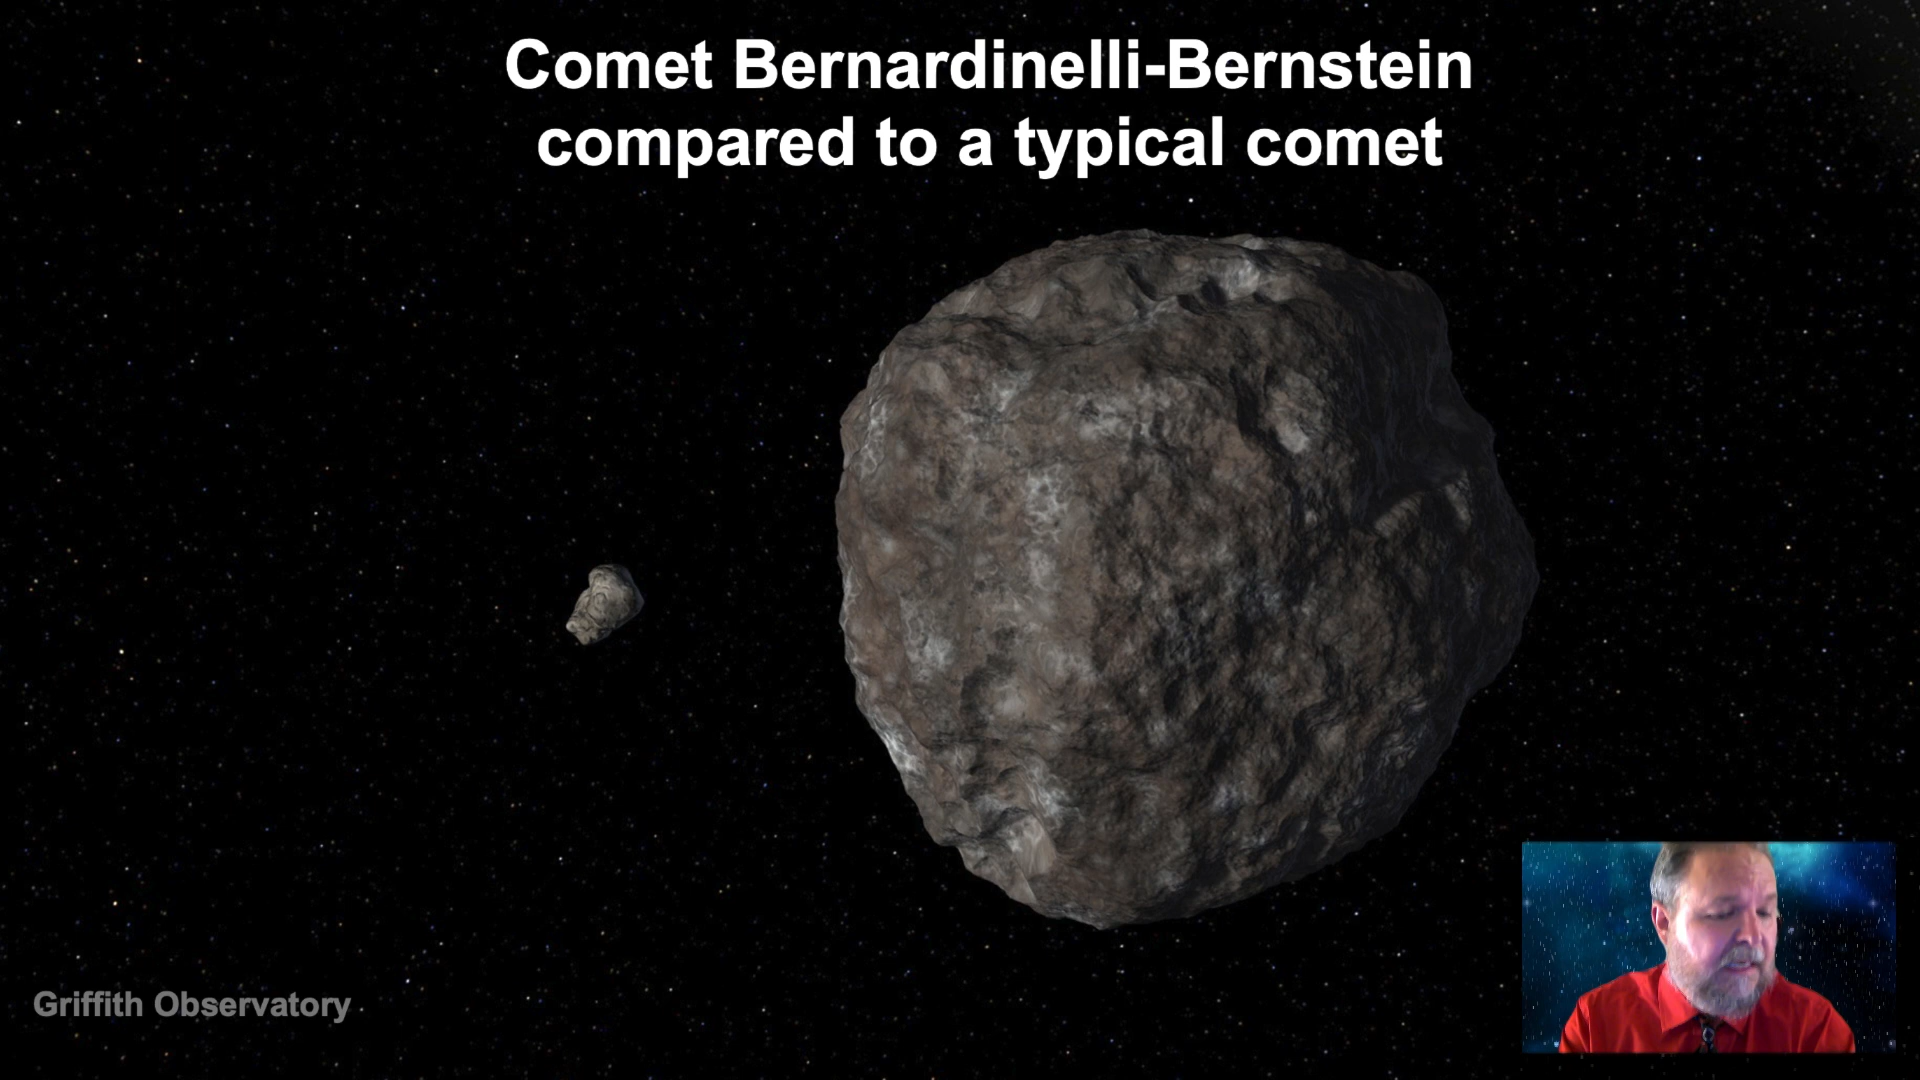 Comet Bernardinelli-Bernstein
compared to a typical comet
Griffith Observatory